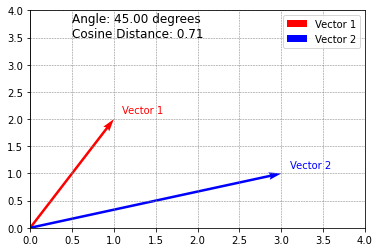 Angle: 45.00 degrees
Cosine Distance: 0.71
Vector 1
Vector 2
Vector 1
Vector 2
4.0
3.5
3.0
2.5
2.0
1.5
1.0
0.5
0.0
0.0 0.5 1.0 1.5 2.0 2.5 3.0 3.5 4.0